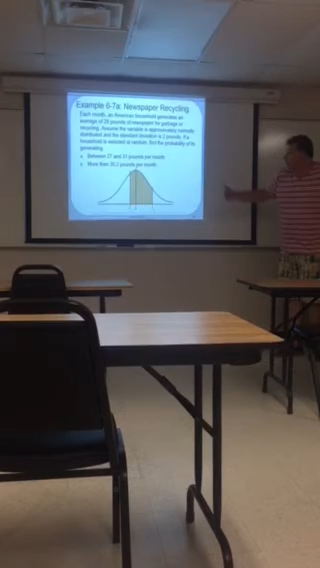 Example 6-7a: Newspaper Recycling
Each month, an American household generates an
average of 28 pounds of newspaper for garbage or
recycling. Assume the variable is approximately normally
distributed and the standard deviation is 2 pounds. If a
household is selected at random, find the probability of its
generating
Between 27 and 31 pounds per month
More than 30.2 pounds per month